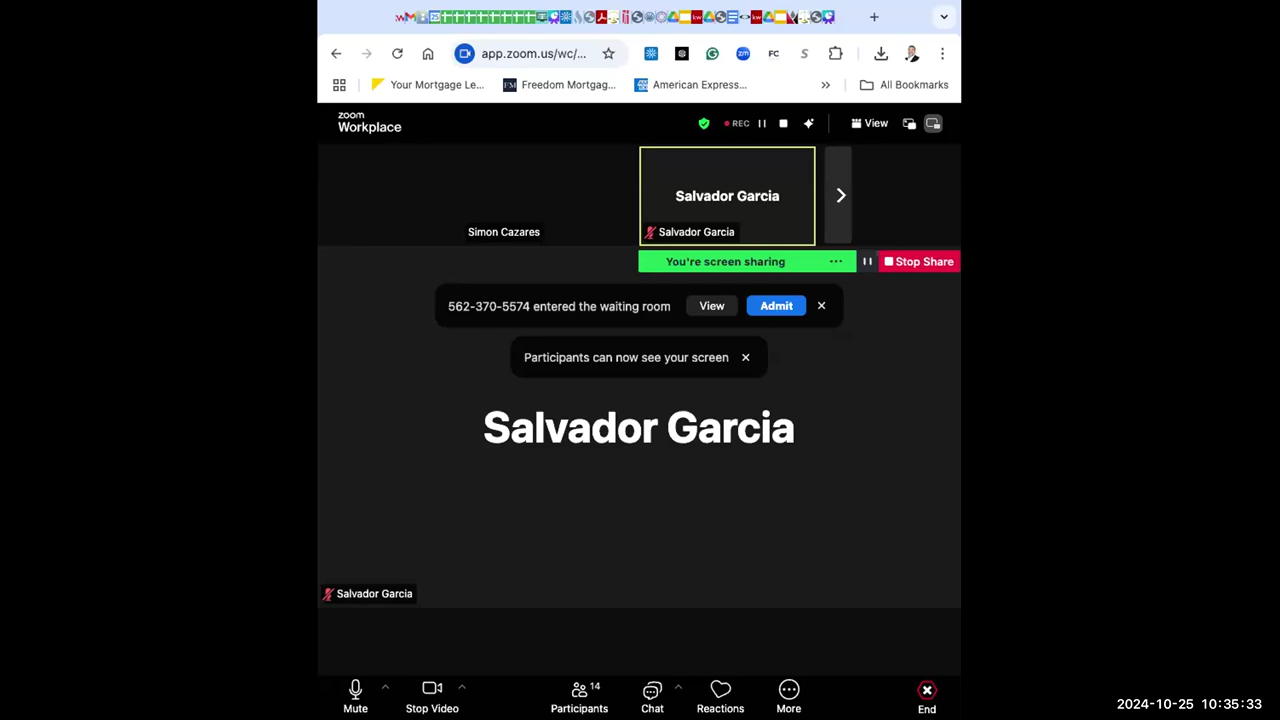 app.zoom.us/wc/...
FC
S
Your Mortgage Le...
FM
Freedom Mortgag...
American Express...
All Bookmarks
zoom
Workplace
REC
View
Salvador Garcia
Simon Cazares
Salvador Garcia
You're screen sharing
Stop Share
562-370-5574 entered the waiting room
View
Admit
Participants can now see your screen
Salvador Garcia
Salvador Garcia
14
Mute
Stop Video
Participants
Chat
Reactions
More
End
2024-10-25 10:35:33